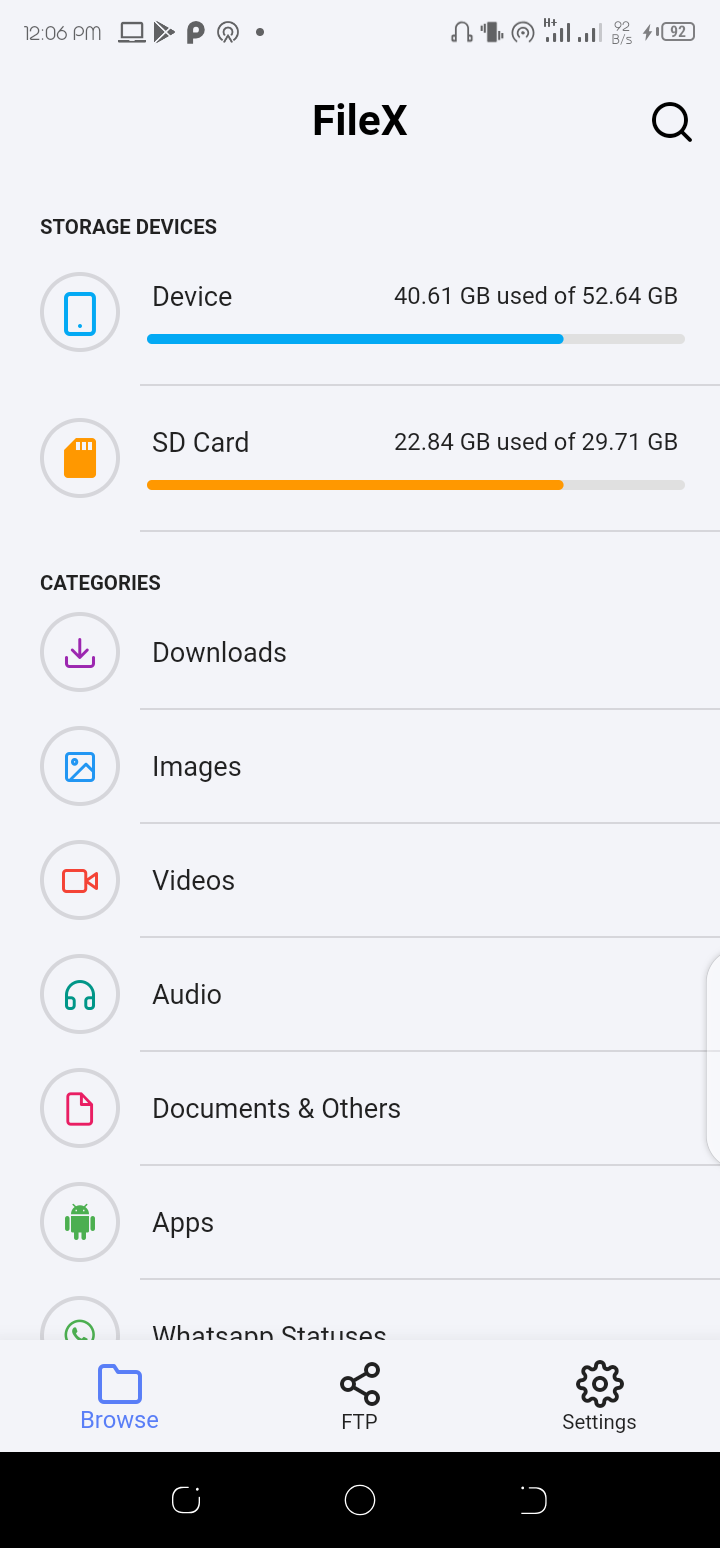 12:06 PM H+ 92 B/s 92
FileX
STORAGE DEVICES
Device 40.61 GB used of 52.64 GB
SD Card 22.84 GB used of 29.71 GB
CATEGORIES
Downloads
Images
Videos
Audio
Documents & Others
Apps
Whatsapp Statuses
Browse FTP Settings